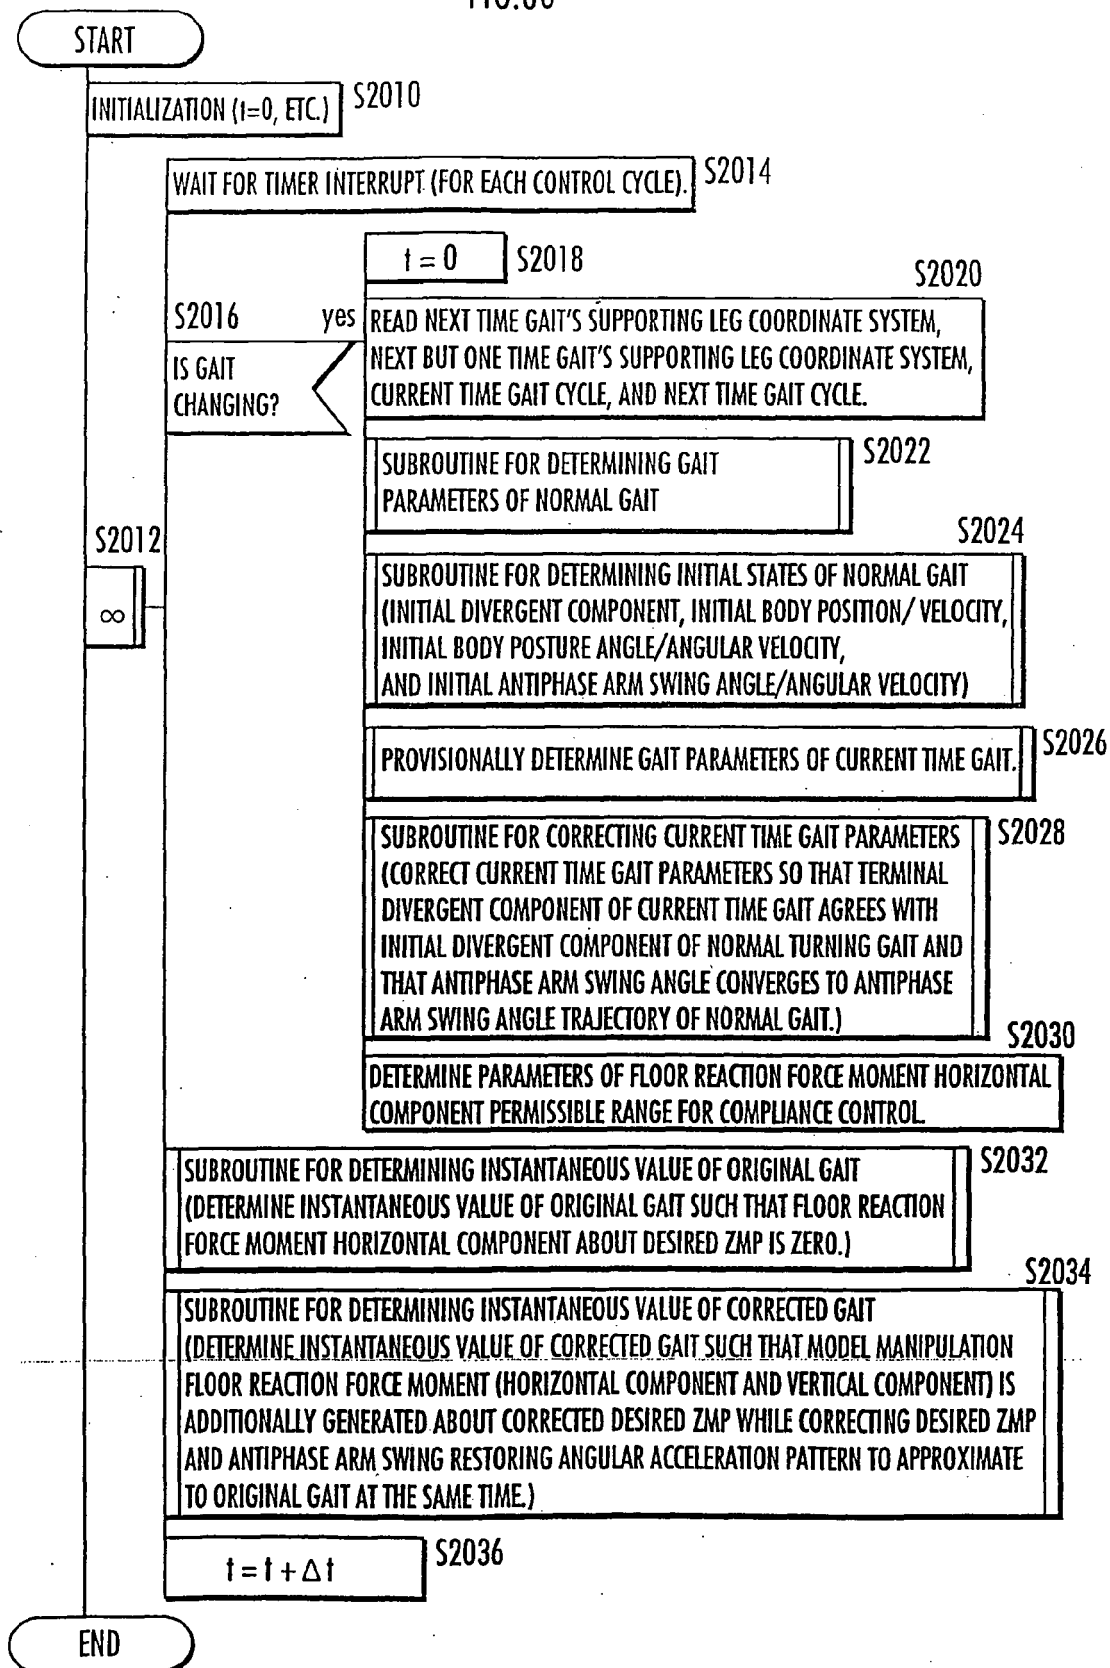 START
INITIALIZATION (t=0, ETC.)
S2010
WAIT FOR TIMER INTERRUPT (FOR EACH CONTROL CYCLE).
S2014
t = 0
S2018
S2020
S2016
yes
READ NEXT TIME GAIT'S SUPPORTING LEG COORDINATE SYSTEM,
NEXT BUT ONE TIME GAIT'S SUPPORTING LEG COORDINATE SYSTEM,
CURRENT TIME GAIT CYCLE, AND NEXT TIME GAIT CYCLE.
IS GAIT
CHANGING?
SUBROUTINE FOR DETERMINING GAIT
PARAMETERS OF NORMAL GAIT
S2022
S2012
∞
S2024
SUBROUTINE FOR DETERMINING INITIAL STATES OF NORMAL GAIT
(INITIAL DIVERGENT COMPONENT, INITIAL BODY POSITION/ VELOCITY,
INITIAL BODY POSTURE ANGLE/ANGULAR VELOCITY,
AND INITIAL ANTIPHASE ARM SWING ANGLE/ANGULAR VELOCITY)
PROVISIONALLY DETERMINE GAIT PARAMETERS OF CURRENT TIME GAIT.
S2026
SUBROUTINE FOR CORRECTING CURRENT TIME GAIT PARAMETERS
(CORRECT CURRENT TIME GAIT PARAMETERS SO THAT TERMINAL
DIVERGENT COMPONENT OF CURRENT TIME GAIT AGREES WITH
INITIAL DIVERGENT COMPONENT OF NORMAL TURNING GAIT AND
THAT ANTIPHASE ARM SWING ANGLE CONVERGES TO ANTIPHASE
ARM SWING ANGLE TRAJECTORY OF NORMAL GAIT.)
S2028
S2030
DETERMINE PARAMETERS OF FLOOR REACTION FORCE MOMENT HORIZONTAL
COMPONENT PERMISSIBLE RANGE FOR COMPLIANCE CONTROL.
SUBROUTINE FOR DETERMINING INSTANTANEOUS VALUE OF ORIGINAL GAIT
(DETERMINE INSTANTANEOUS VALUE OF ORIGINAL GAIT SUCH THAT FLOOR REACTION
FORCE MOMENT HORIZONTAL COMPONENT ABOUT DESIRED ZMP IS ZERO.)
S2032
S2034
SUBROUTINE FOR DETERMINING INSTANTANEOUS VALUE OF CORRECTED GAIT
(DETERMINE INSTANTANEOUS VALUE OF CORRECTED GAIT SUCH THAT MODEL MANIPULATION
FLOOR REACTION FORCE MOMENT (HORIZONTAL COMPONENT AND VERTICAL COMPONENT) IS
ADDITIONALLY GENERATED ABOUT CORRECTED DESIRED ZMP WHILE CORRECTING DESIRED ZMP
AND ANTIPHASE ARM SWING RESTORING ANGULAR ACCELERATION PATTERN TO APPROXIMATE
TO ORIGINAL GAIT AT THE SAME TIME.)
t = t + Δ t
S2036
END